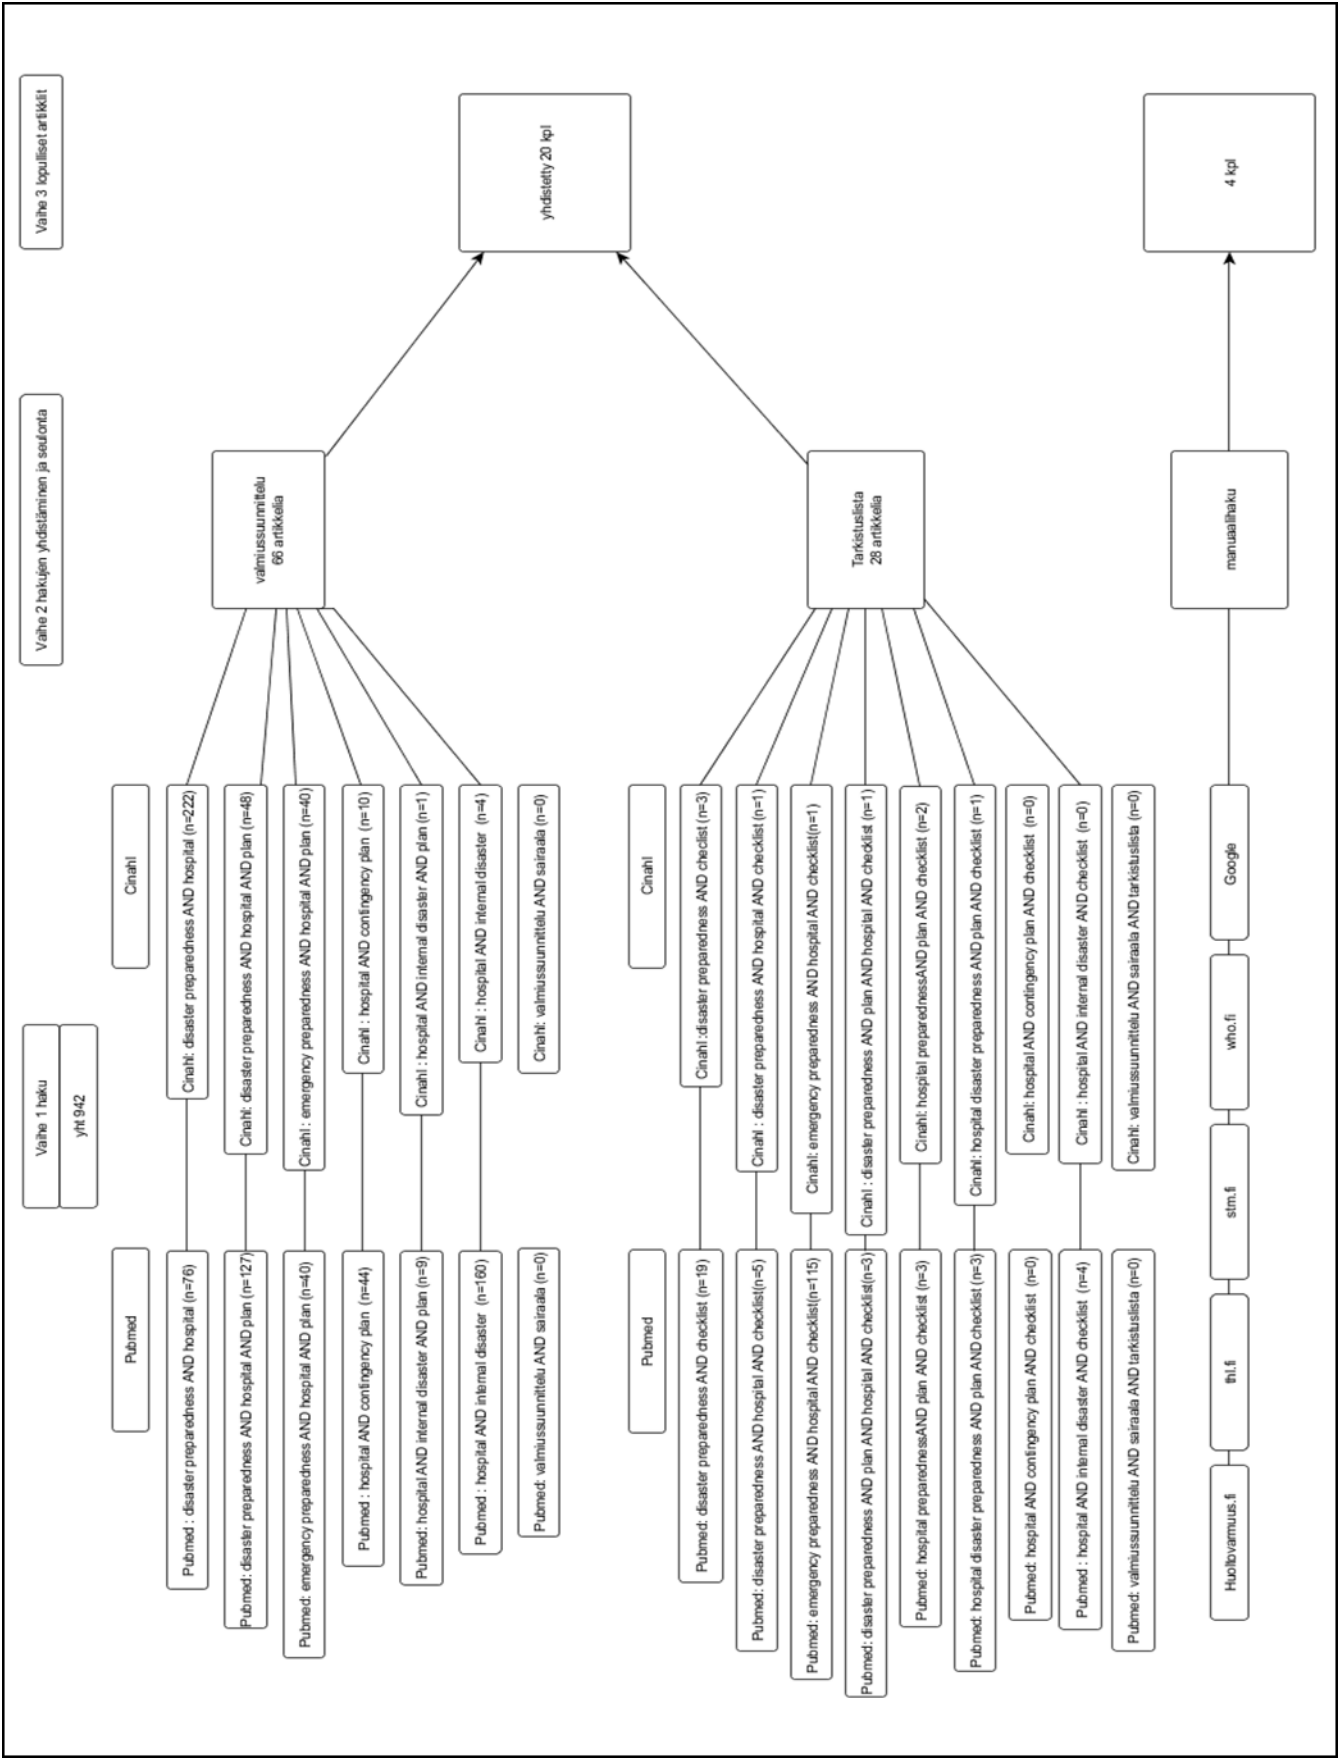 Vaihe 1 haku
yht 942
Vaihe 2 hakujen yhdistäminen ja seulonta
Vaihe 3 lopulliset artikklit
Pubmed
Cinahl
Pubmed : disaster preparedness AND hospital (n=76)
Cinahl: disaster preparedness AND hospital (n=222)
Pubmed: disaster preparedness AND hospital AND plan (n=127)
Cinahl: disaster preparedness AND hospital AND plan (n=48)
Pubmed: emergency preparedness AND hospital AND plan (n=40)
Cinahl : emergency preparedness AND hospital AND plan (n=40)
Pubmed : hospital AND contingency plan (n=44)
Cinahl : hospital AND contingency plan (n=10)
Pubmed: hospital AND internal disaster AND plan (n=9)
Cinahl : hospital AND internal disaster AND plan (n=1)
Pubmed : hospital AND internal disaster (n=160)
Cinahl : hospital AND internal disaster (n=4)
Pubmed: valmiussuunnittelu AND sairaala (n=0)
Cinahl: valmiussuunnittelu AND sairaala (n=0)
valmiussuunnittelu
66 artikkelia
yhdistetty 20 kpl
Pubmed
Cinahl
Pubmed: disaster preparedness AND checklist (n=19)
Cinahl :disaster preparedness AND checlist (n=3)
Pubmed: disaster preparedness AND hospital AND checklist(n=5)
Cinahl : disaster preparedness AND hospital AND checklist (n=1)
Pubmed: emergency preparedness AND hospital AND checklist(n=115)
Cinahl: emergency preparedness AND hospital AND checklist(n=1)
Pubmed: disaster preparedness AND plan AND hospital AND checklist(n=3)
Cinahl : disaster preparedness AND plan AND hospital AND checklist (n=1)
Pubmed: hospital preparednessAND plan AND checklist (n=3)
Cinahl: hospital preparednessAND plan AND checklist (n=2)
Pubmed: hospital disaster preparedness AND plan AND checklist (n=3)
Cinahl: hospital disaster preparedness AND plan AND checklist (n=1)
Pubmed: hospital AND contingency plan AND checklist (n=0)
Cinahl: hospital AND contingency plan AND checklist (n=0)
Pubmed : hospital AND internal disaster AND checklist (n=4)
Cinahl : hospital AND internal disaster AND checklist (n=0)
Pubmed: valmiussuunnittelu AND sairaala AND tarkistuslista (n=0)
Cinahl: valmiussuunnittelu AND sairaala AND tarkistuslista (n=0)
Tarkistuslista
28 artikkelia
Huoltovarmuus.fi
thl.fi
stm.fi
who.fi
Google
manuaalihaku
4 kpl